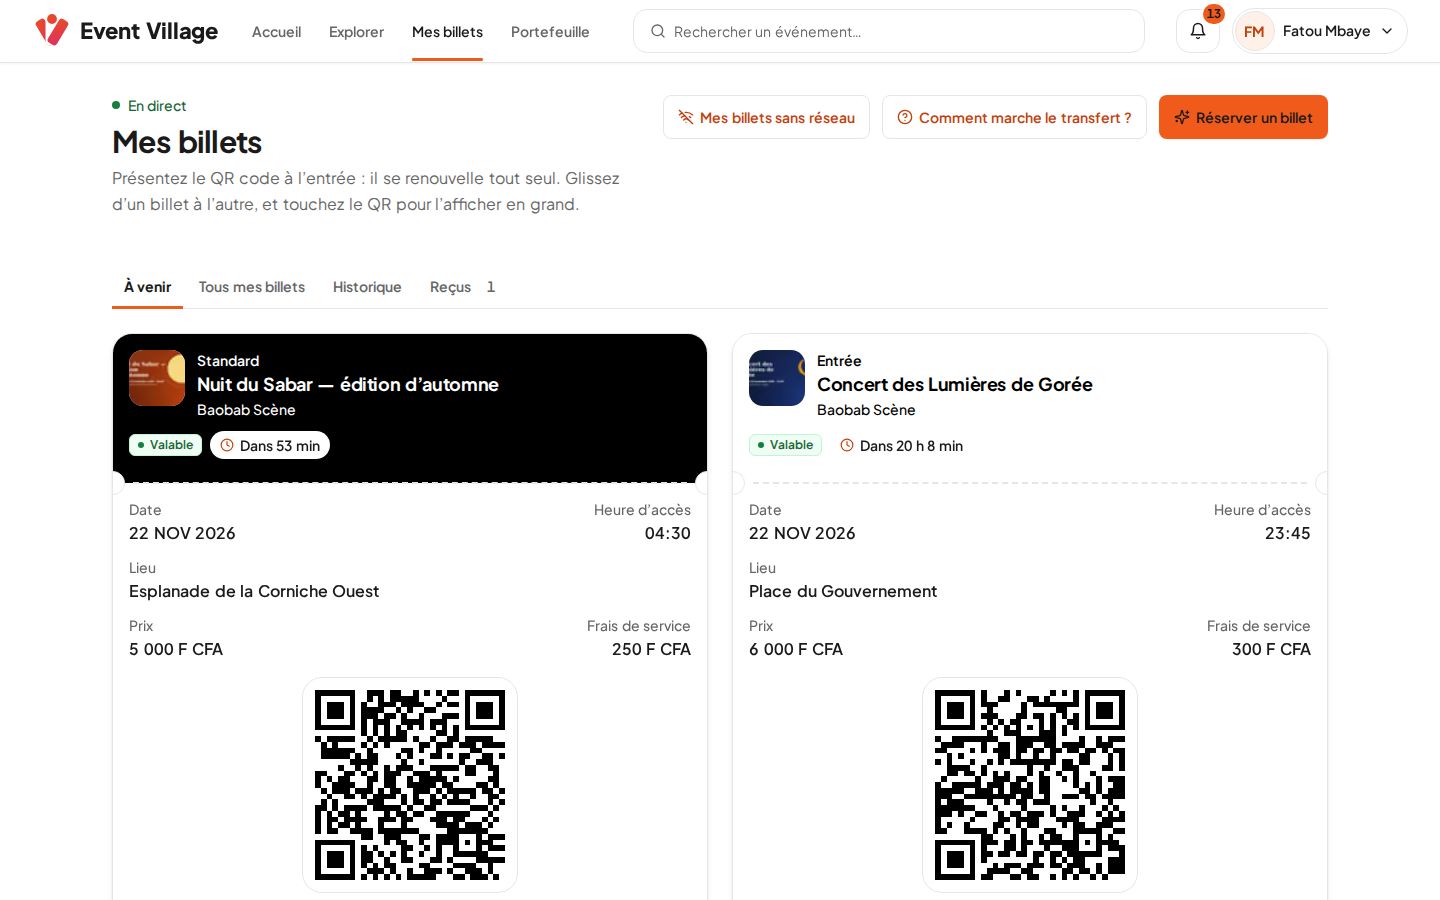 Event Village
Accueil
Explorer
Mes billets
Portefeuille
Rechercher un événement…
13
FM
Fatou Mbaye
En direct
Mes billets
Présentez le QR code à l’entrée : il se renouvelle tout seul. Glissez
d’un billet à l’autre, et touchez le QR pour l’afficher en grand.
Mes billets sans réseau
Comment marche le transfert ?
Réserver un billet
À venir
Tous mes billets
Historique
Reçus 1
Standard
Nuit du Sabar — édition d’automne
Baobab Scène
Valable
Dans 53 min
Date
Heure d’accès
22 NOV 2026
04:30
Lieu
Esplanade de la Corniche Ouest
Prix
Frais de service
5 000 F CFA
250 F CFA
Entrée
Concert des Lumières de Gorée
Baobab Scène
Valable
Dans 20 h 8 min
Date
Heure d’accès
22 NOV 2026
23:45
Lieu
Place du Gouvernement
Prix
Frais de service
6 000 F CFA
300 F CFA